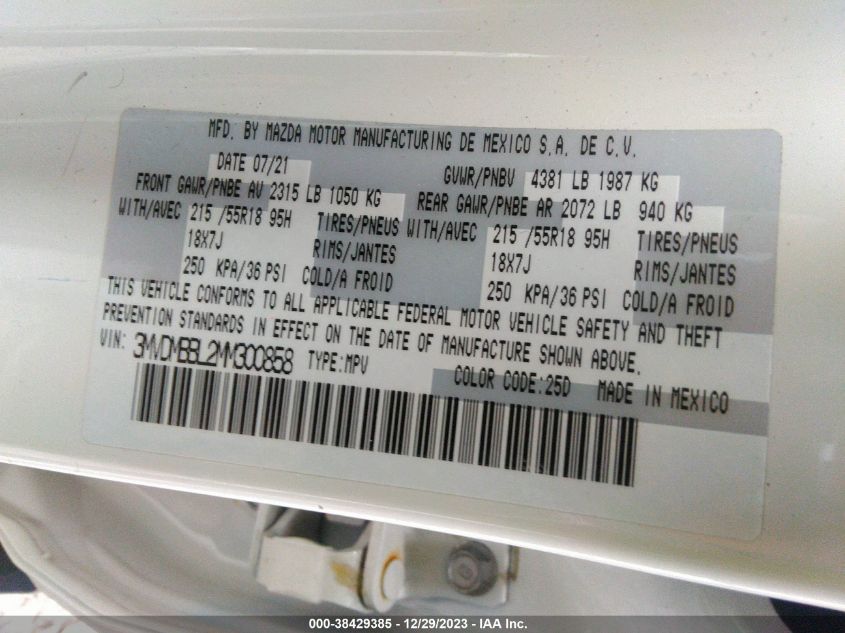 MFD. BY MAZDA MOTOR MANUFACTURING DE MEXICO S.A. DE C.V.
DATE 07/21 GVWR/PNBV 4381 LB 1987 KG
FRONT GAWR/PNBE AV 2315 LB 1050 KG REAR GAWR/PNBE AR 2072 LB 940 KG
WITH/AVEC 215 /55R18 95H TIRES/PNEUS WITH/AVEC 215 /55R18 95H TIRES/PNEUS
18X7J RIMS/JANTES 18X7J RIMS/JANTES
250 KPA/36 PSI COLD/A FROID 250 KPA/36 PSI COLD/A FROID
THIS VEHICLE CONFORMS TO ALL APPLICABLE FEDERAL MOTOR VEHICLE SAFETY AND THEFT
PREVENTION STANDARDS IN EFFECT ON THE DATE OF MANUFACTURE SHOWN ABOVE.
VIN: 3MVDMBBL2MM300858 TYPE:MPV COLOR CODE:25D MADE IN MEXICO
000-38429385 - 12/29/2023 - IAA Inc.